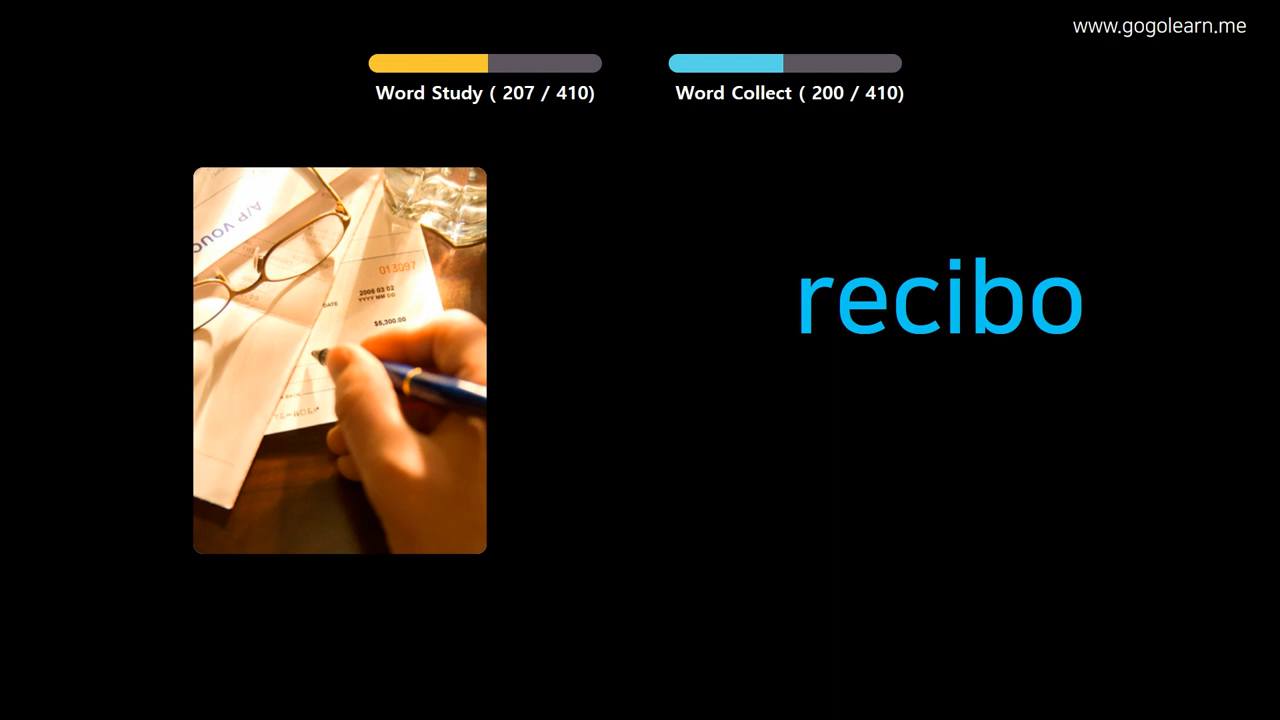 www.gogolearn.me
Word Study ( 207 / 410)
Word Collect ( 200 / 410)
recibo
A/P VOUC
013097
2006 03 02
YYYY MM DD
DATE
$5,300.00